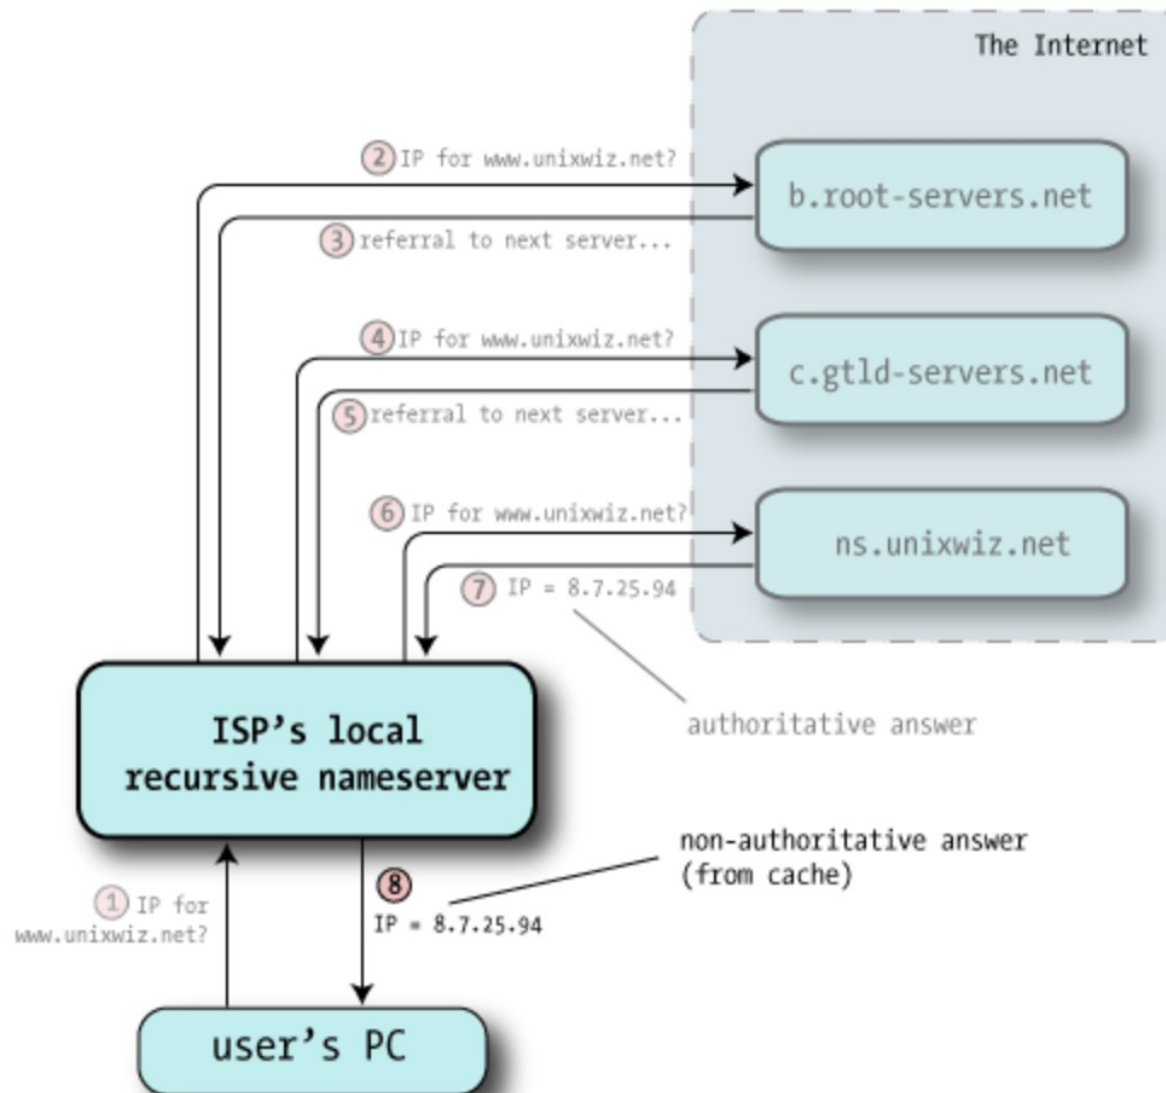 The Internet
2 IP for www.unixwiz.net?
b.root-servers.net
3 referral to next server...
4 IP for www.unixwiz.net?
c.gtld-servers.net
5 referral to next server...
6 IP for www.unixwiz.net?
ns.unixwiz.net
7 IP = 8.7.25.94
authoritative answer
ISP's local
recursive nameserver
non-authoritative answer
(from cache)
8
IP = 8.7.25.94
1 IP for
www.unixwiz.net?
user's PC